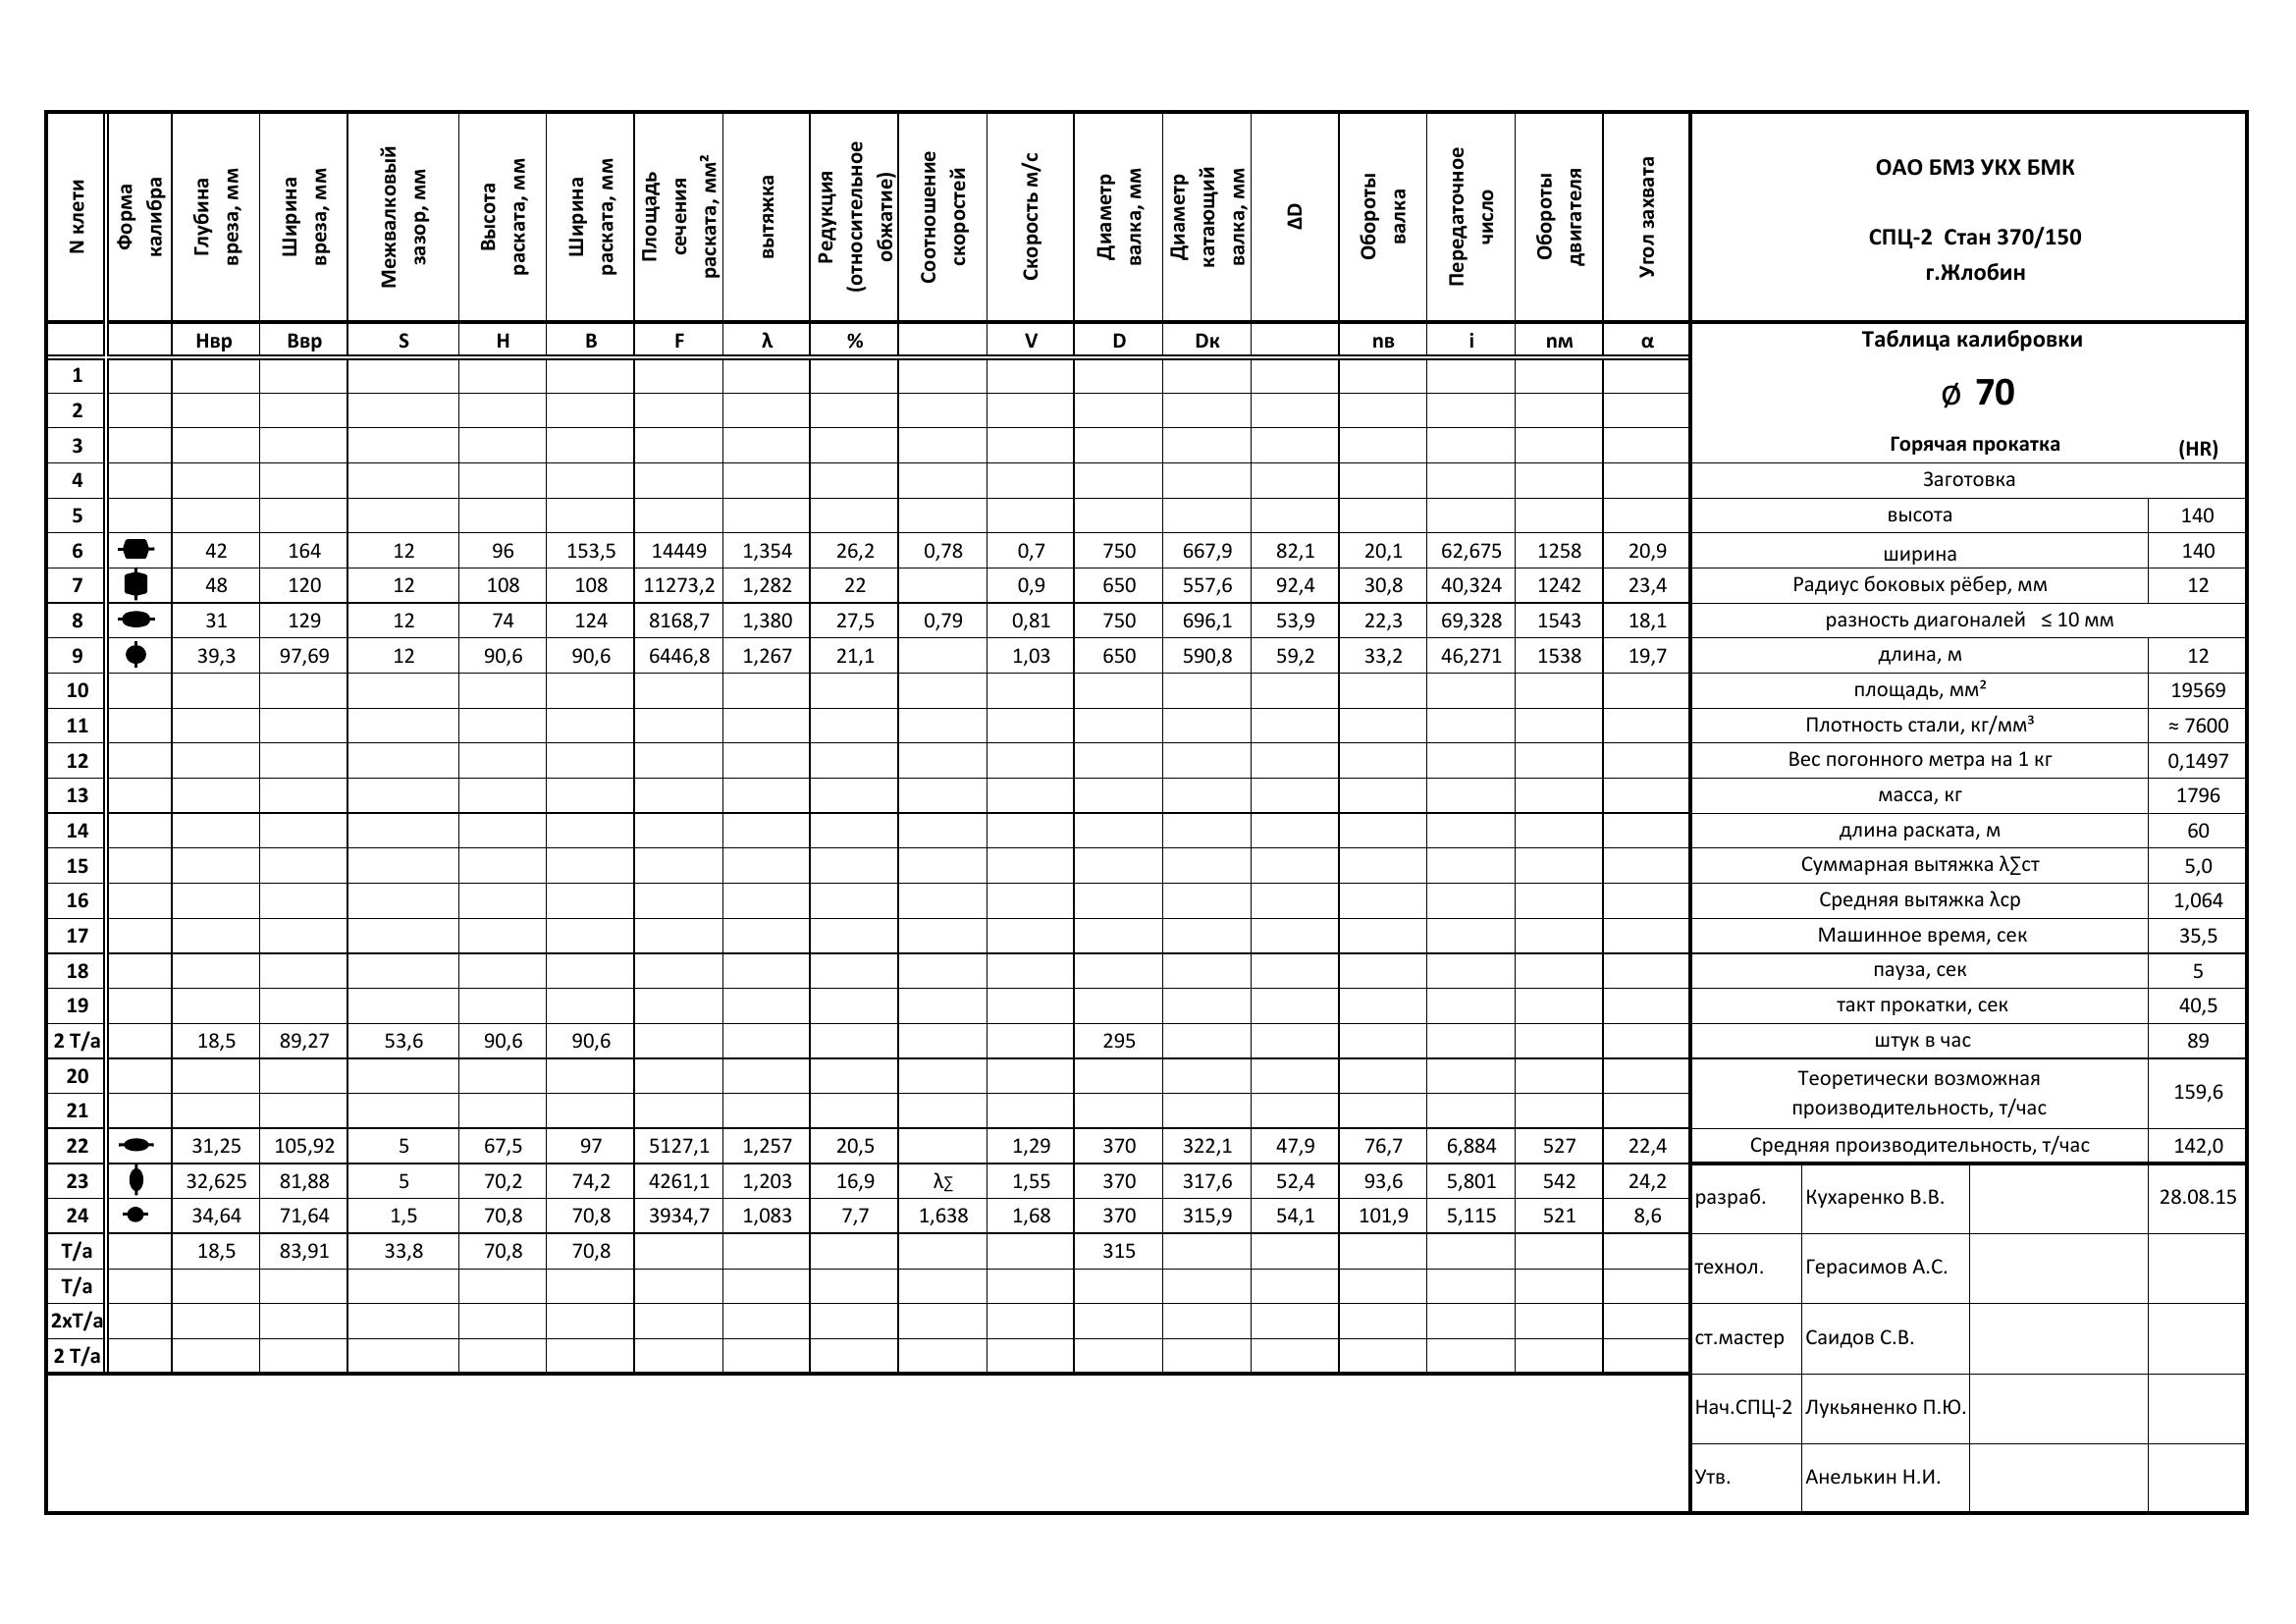 N клети Форма калибра Глубина вреза, мм Ширина вреза, мм Межвалковый зазор, мм Высота раската, мм Ширина раската, мм Площадь сечения раската, мм² вытяжка Редукция (относительное обжатие) Соотношение скоростей Скорость м/с Диаметр валка, мм Диаметр катающий валка, мм ΔD Обороты валка Передаточное число Обороты двигателя Угол захвата
Hвр Bвр S H B F λ % V D Dк nв i nм α
1
2
3
4
5
6 42 164 12 96 153,5 14449 1,354 26,2 0,78 0,7 750 667,9 82,1 20,1 62,675 1258 20,9
7 48 120 12 108 108 11273,2 1,282 22 0,9 650 557,6 92,4 30,8 40,324 1242 23,4
8 31 129 12 74 124 8168,7 1,380 27,5 0,79 0,81 750 696,1 53,9 22,3 69,328 1543 18,1
9 39,3 97,69 12 90,6 90,6 6446,8 1,267 21,1 1,03 650 590,8 59,2 33,2 46,271 1538 19,7
10
11
12
13
14
15
16
17
18
19
2 Т/а 18,5 89,27 53,6 90,6 90,6 295
20
21
22 31,25 105,92 5 67,5 97 5127,1 1,257 20,5 1,29 370 322,1 47,9 76,7 6,884 527 22,4
23 32,625 81,88 5 70,2 74,2 4261,1 1,203 16,9 λ∑ 1,55 370 317,6 52,4 93,6 5,801 542 24,2
24 34,64 71,64 1,5 70,8 70,8 3934,7 1,083 7,7 1,638 1,68 370 315,9 54,1 101,9 5,115 521 8,6
Т/а 18,5 83,91 33,8 70,8 70,8 315
Т/а
2хТ/а
2 Т/а
ОАО БМЗ УКХ БМК
СПЦ-2 Стан 370/150
г.Жлобин
Таблица калибровки
Ø 70
Горячая прокатка (HR)
Заготовка
высота 140
ширина 140
Радиус боковых рёбер, мм 12
разность диагоналей ≤ 10 мм
длина, м 12
площадь, мм² 19569
Плотность стали, кг/мм³ ≈ 7600
Вес погонного метра на 1 кг 0,1497
масса, кг 1796
длина раската, м 60
Суммарная вытяжка λ∑ст 5,0
Средняя вытяжка λср 1,064
Машинное время, сек 35,5
пауза, сек 5
такт прокатки, сек 40,5
штук в час 89
Теоретически возможная
производительность, т/час 159,6
Средняя производительность, т/час 142,0
разраб. Кухаренко В.В. 28.08.15
технол. Герасимов А.С.
ст.мастер Саидов С.В.
Нач.СПЦ-2 Лукьяненко П.Ю.
Утв. Анелькин Н.И.